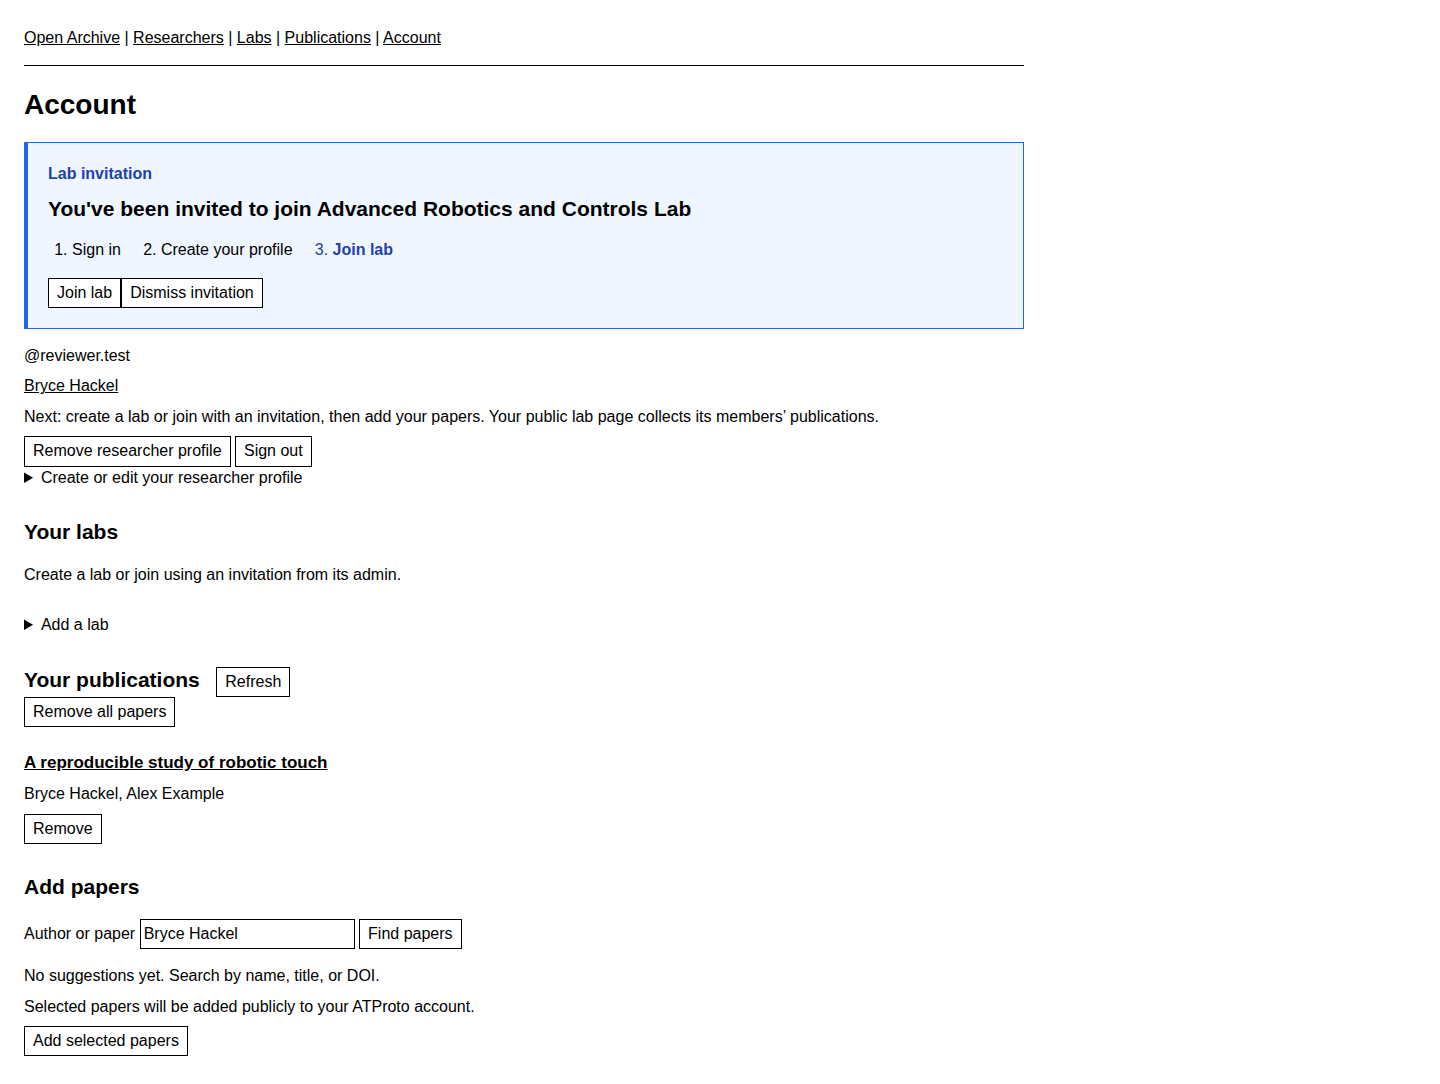 Open Archive | Researchers | Labs | Publications | Account
Account
Lab invitation
You've been invited to join Advanced Robotics and Controls Lab
1. Sign in 2. Create your profile 3. Join lab
Join lab Dismiss invitation
@reviewer.test
Bryce Hackel
Next: create a lab or join with an invitation, then add your papers. Your public lab page collects its members’ publications.
Remove researcher profile Sign out
Create or edit your researcher profile
Your labs
Create a lab or join using an invitation from its admin.
Add a lab
Your publications Refresh
Remove all papers
A reproducible study of robotic touch
Bryce Hackel, Alex Example
Remove
Add papers
Author or paper Bryce Hackel Find papers
No suggestions yet. Search by name, title, or DOI.
Selected papers will be added publicly to your ATProto account.
Add selected papers